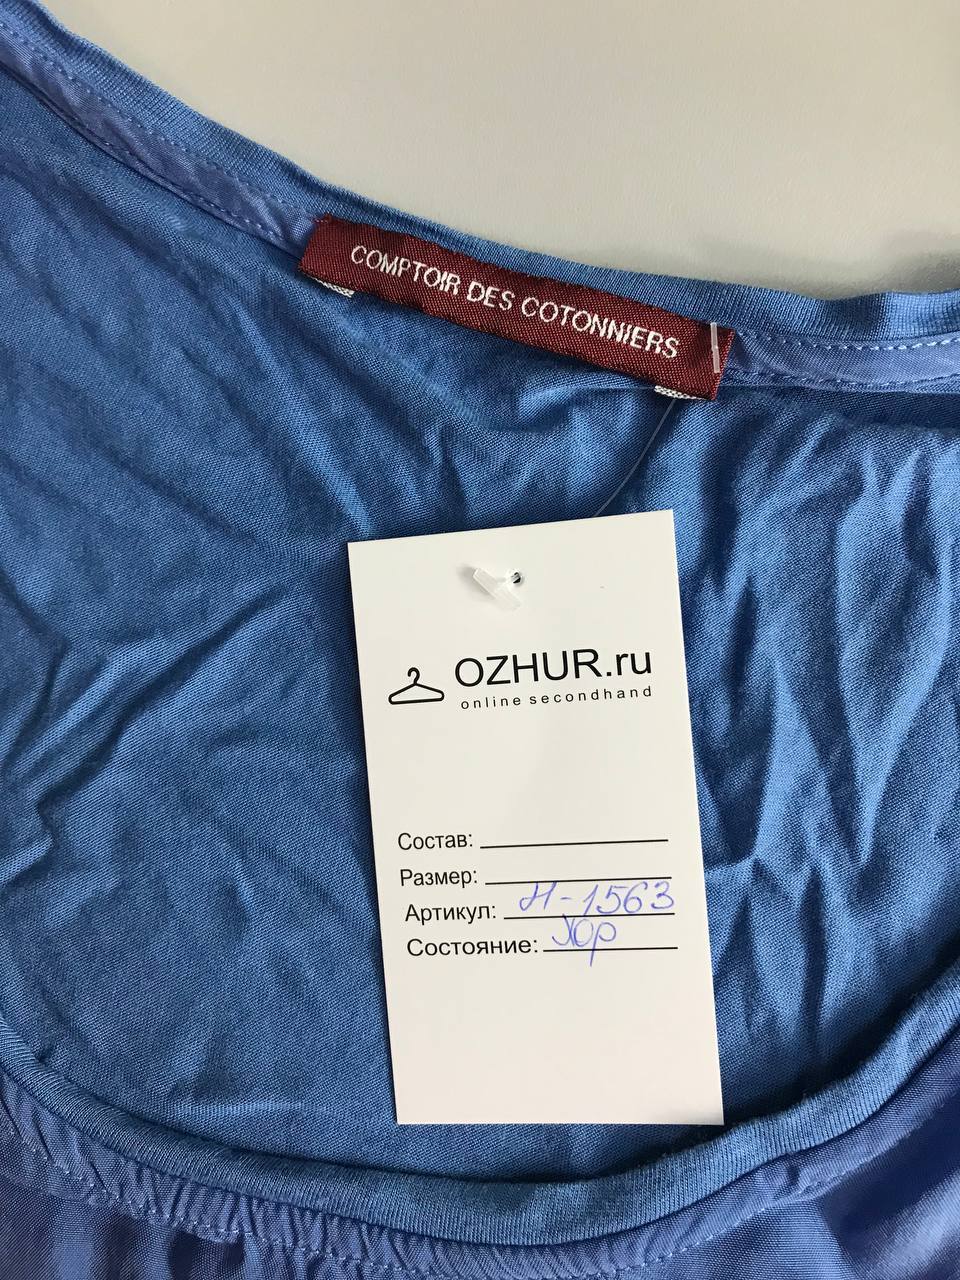 COMPTOIR DES COTONNIERS
OZHUR.ru
online secondhand
Состав:
Размер:
Артикул: Н-1563
Состояние: Хор